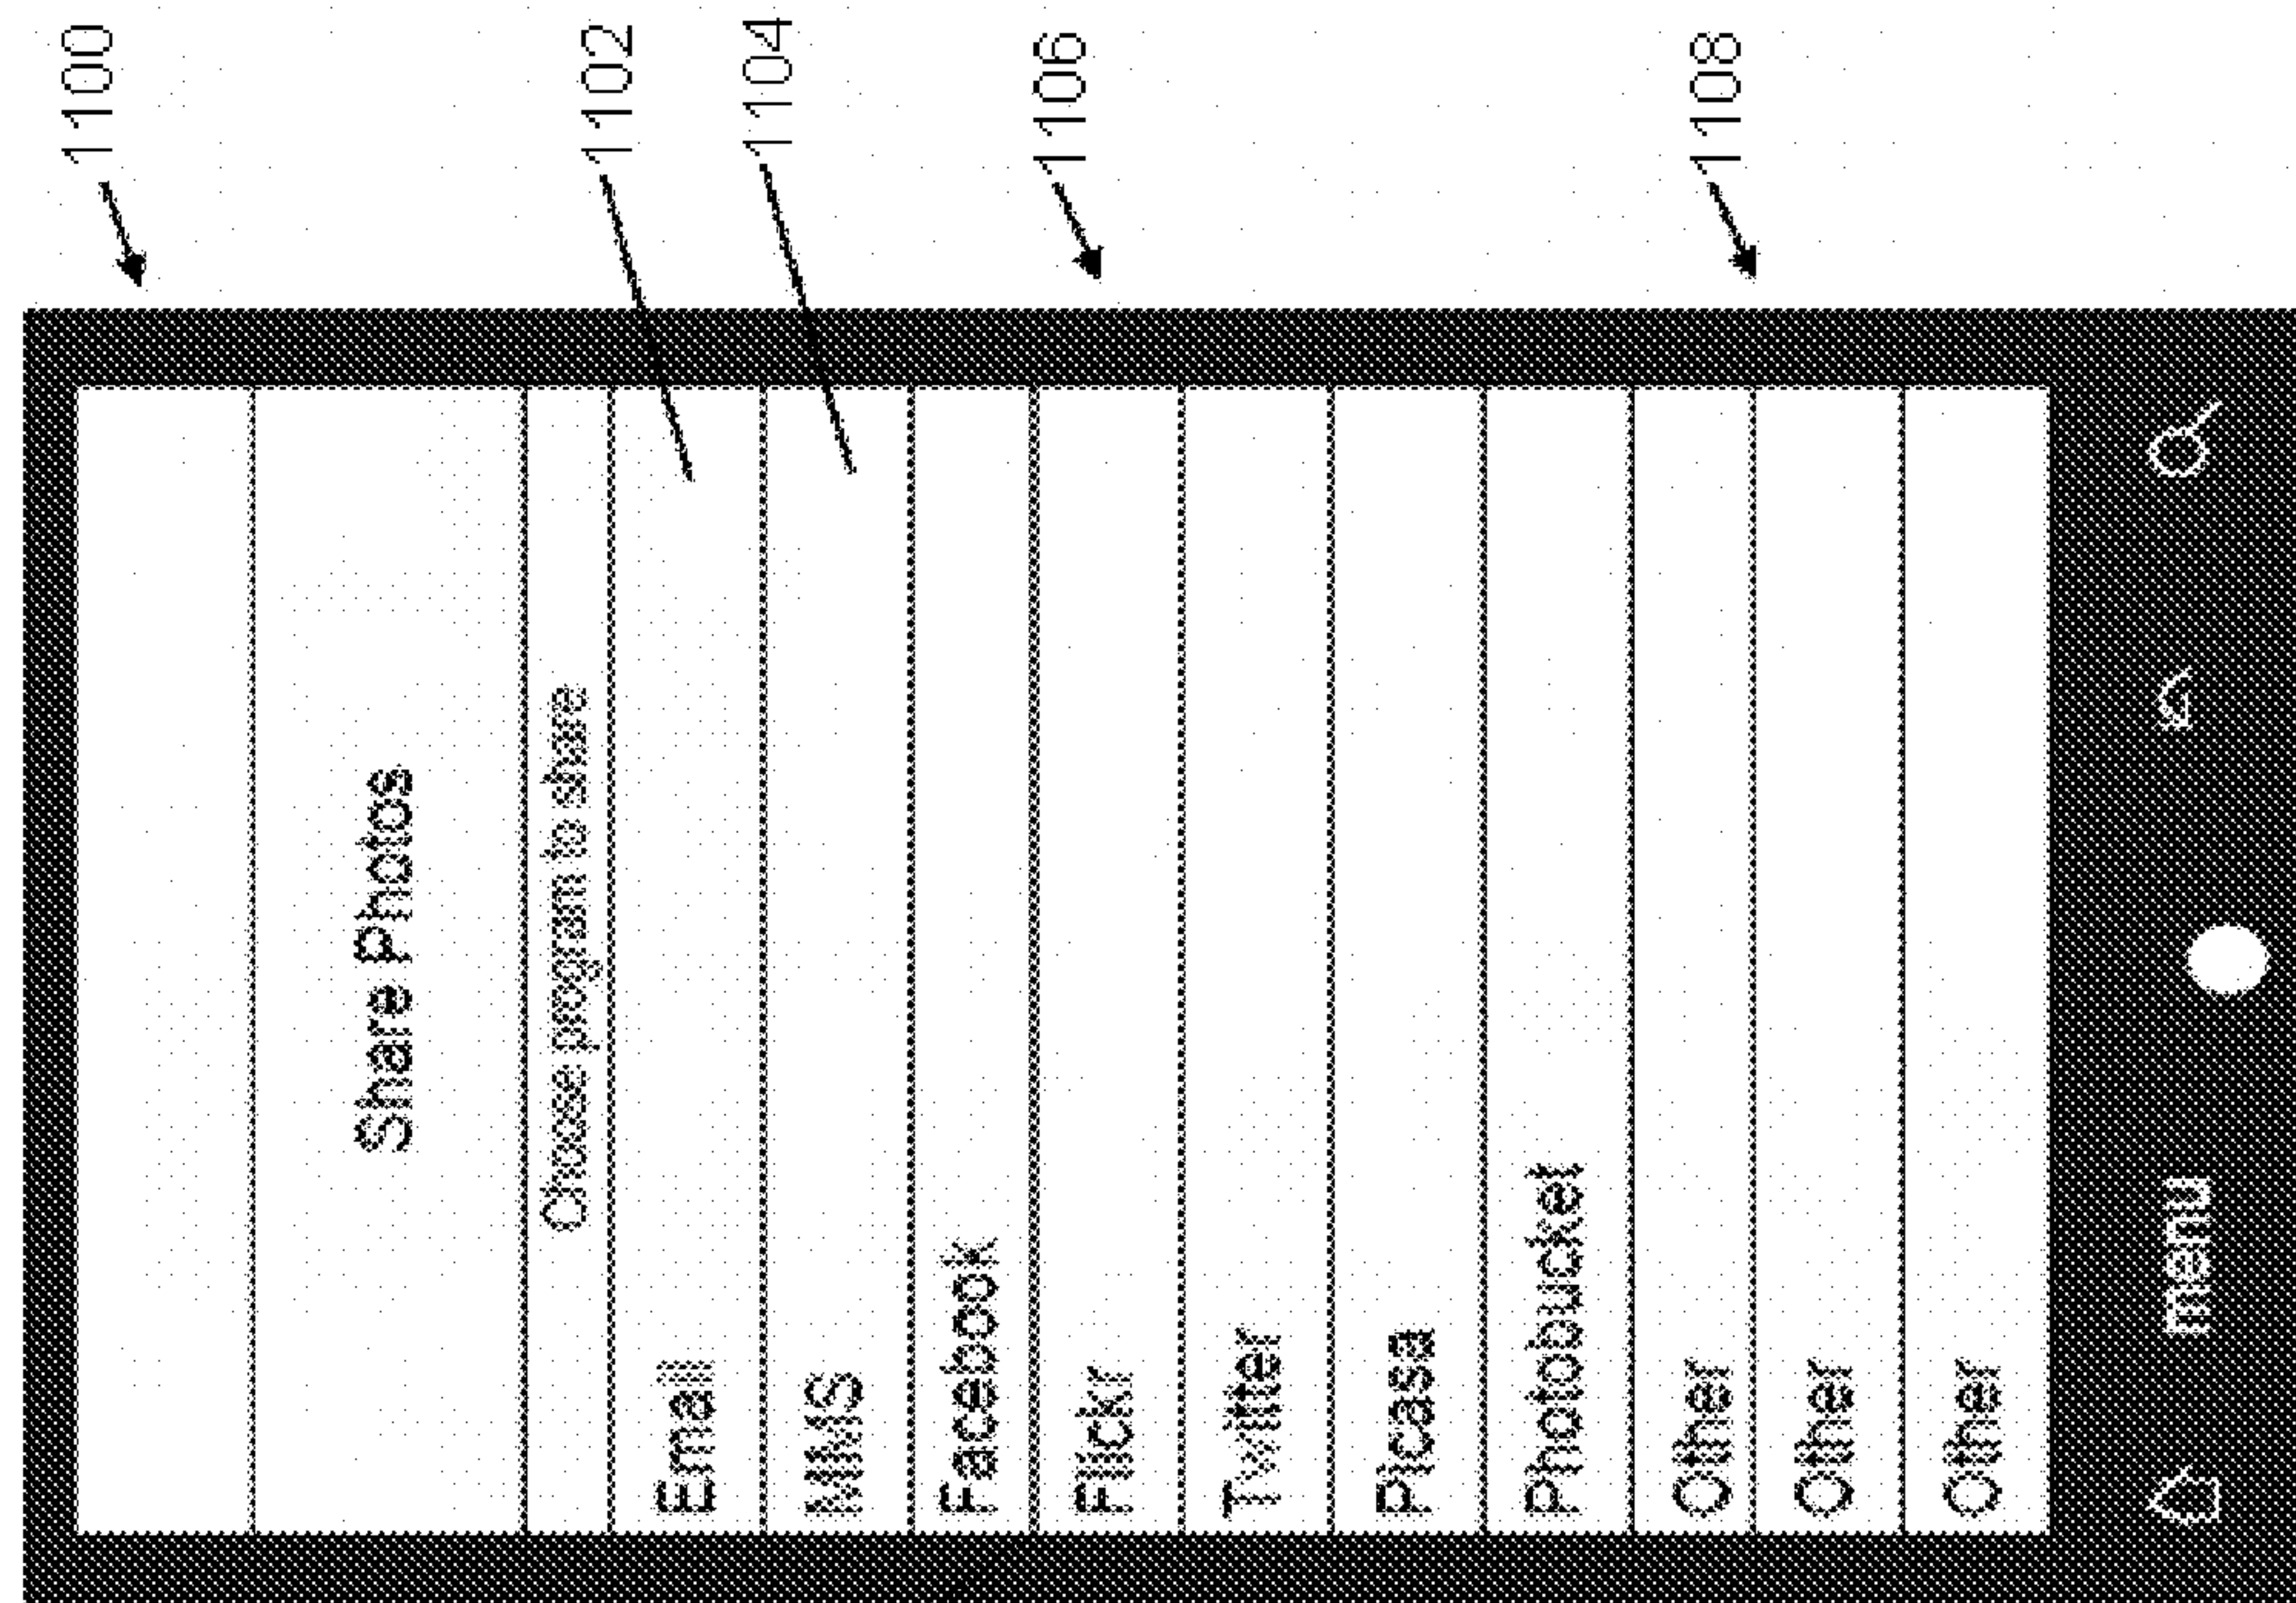 1100
Share Photos
Choose program to share
Email
1102
MMS
1104
Facebook
Flickr
1106
Twitter
Picasa
Photobucket
Other
Other
1108
Other
menu